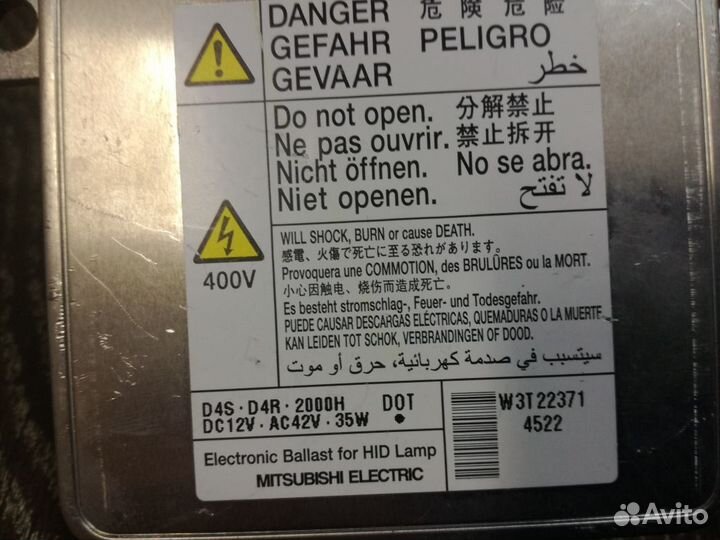 DANGER 危険 危险
GEFAHR PELIGRO
GEVAAR خطر
Do not open. 分解禁止
Ne pas ouvrir. 禁止拆开
Nicht öffnen. No se abra.
Niet openen. لا تفتح
400V
WILL SHOCK, BURN or cause DEATH.
感電、火傷で死亡に至る恐れがあります。
Provoquera une COMMOTION, des BRULÛRES ou la MORT.
小心因触电、烧伤而造成死亡。
Es besteht stromschlag-, Feuer- und Todesgefahr.
PUEDE CAUSAR DESCARGAS ELÉCTRICAS, QUEMADURAS O LA MUERTE
KAN LEIDEN TOT SCHOK, VERBRANDINGEN OF DOOD.
سيتسبب في صدمة كهربائية، حرق أو موت
D4S・D4R・2000H DOT
DC12V・AC42V・35W
W3T22371
4522
Electronic Ballast for HID Lamp
MITSUBISHI ELECTRIC
Avito